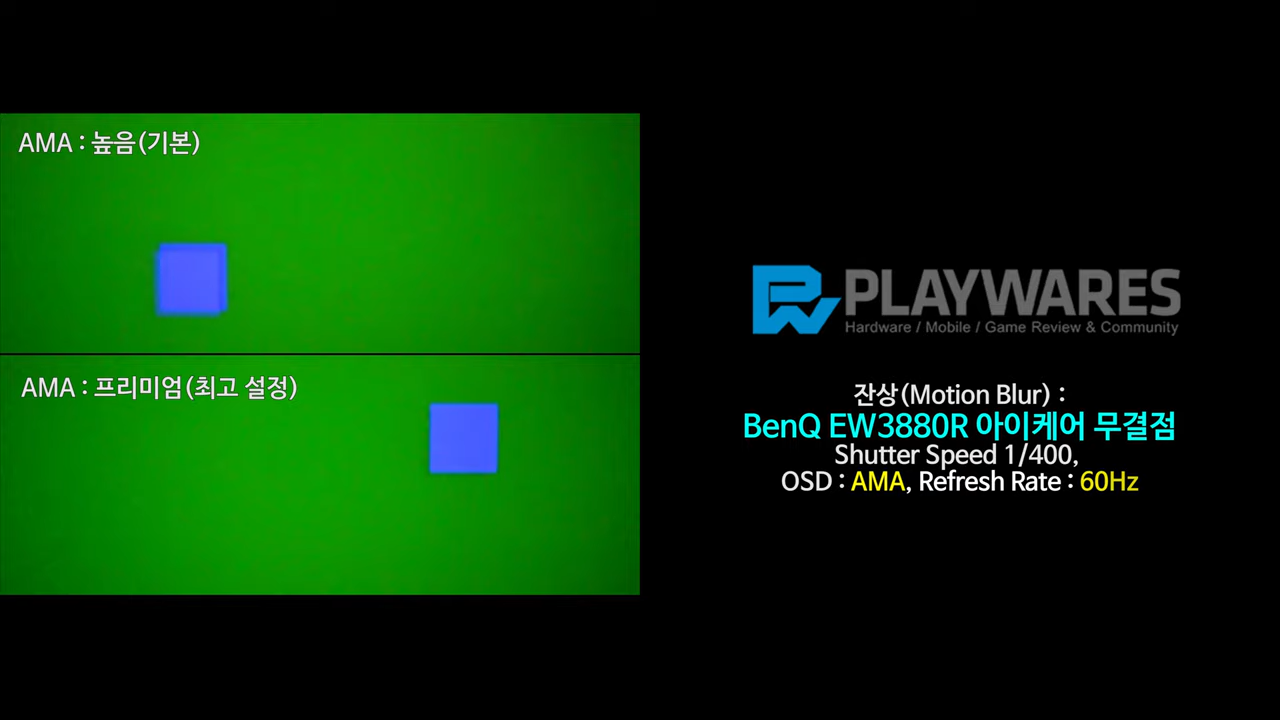 AMA : 높음(기본)
AMA : 프리미엄(최고 설정)
PLAYWARES
Hardware / Mobile / Game Review & Community
잔상(Motion Blur) :
BenQ EW3880R 아이케어 무결점
Shutter Speed 1/400,
OSD : AMA, Refresh Rate : 60Hz